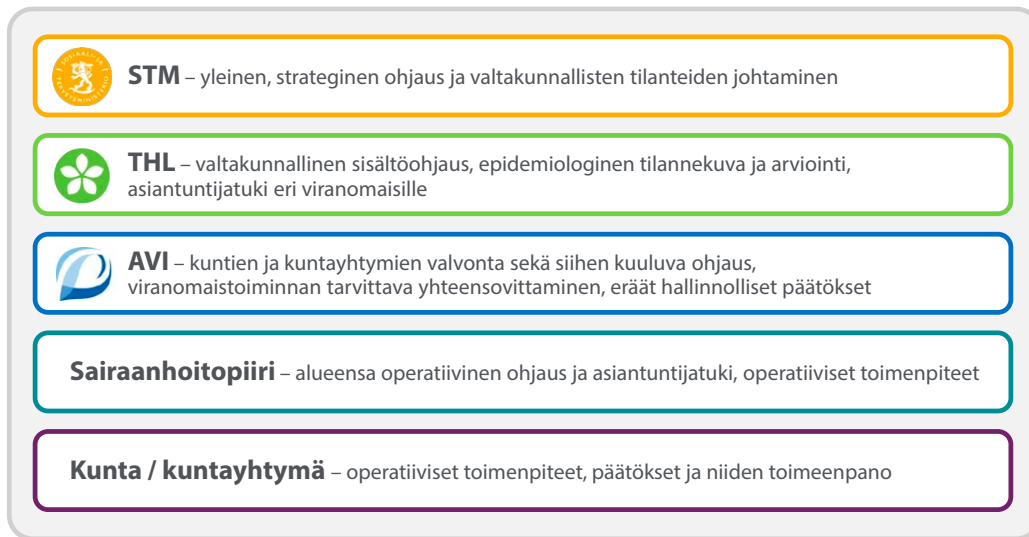 STM – yleinen, strateginen ohjaus ja valtakunnallisten tilanteiden johtaminen
THL – valtakunnallinen sisältöohjaus, epidemiologinen tilannekuva ja arviointi,
asiantuntijatuki eri viranomaisille
AVI – kuntien ja kuntayhtymien valvonta sekä siihen kuuluva ohjaus,
viranomaistoiminnan tarvittava yhteensovittaminen, eräät hallinnolliset päätökset
Sairaanhoitopiiri – alueensa operatiivinen ohjaus ja asiantuntijatuki, operatiiviset toimenpiteet
Kunta / kuntayhtymä – operatiiviset toimenpiteet, päätökset ja niiden toimeenpano